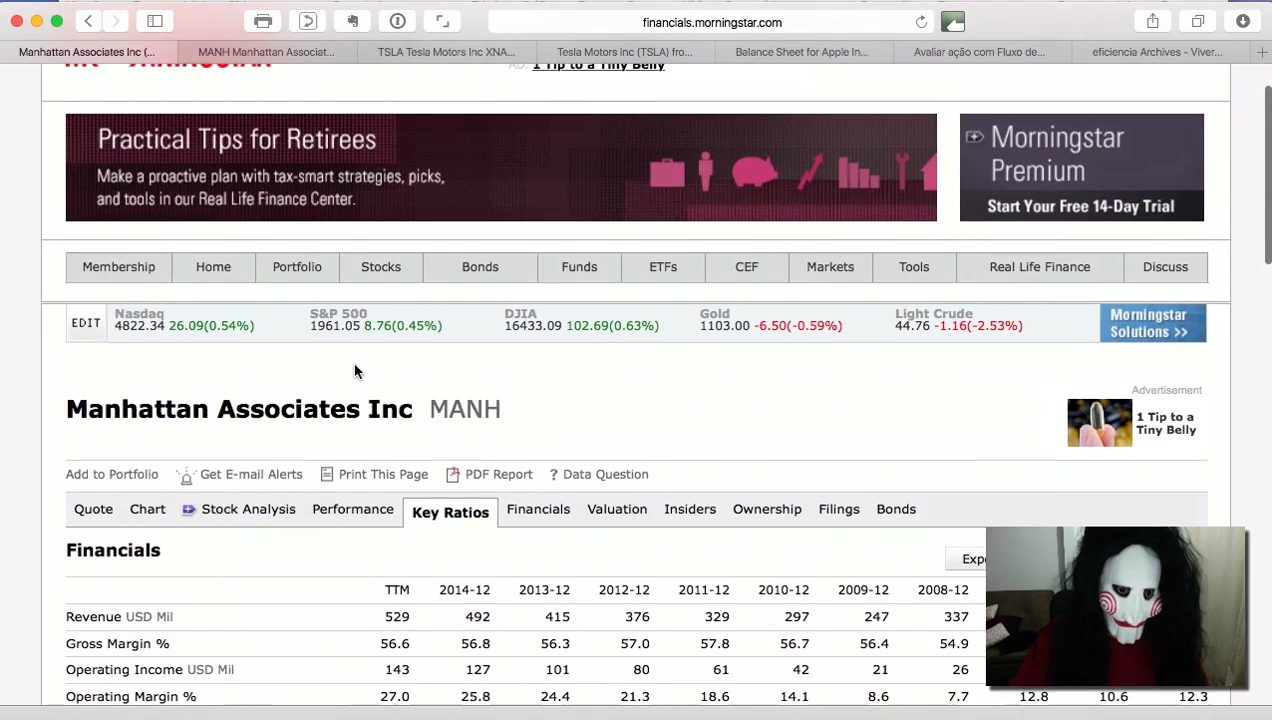 financials.morningstar.com
Manhattan Associates Inc (...
MANH Manhattan Associat...
TSLA Tesla Motors Inc XNA...
Tesla Motors Inc (TSLA) fro...
Balance Sheet for Apple In...
Avaliar ação com Fluxo de...
eficiencia Archives - Viver...
AD: 1 Tip to a Tiny Belly
Practical Tips for Retirees
Make a proactive plan with tax-smart strategies, picks,
and tools in our Real Life Finance Center.
Morningstar
Premium
Start Your Free 14-Day Trial
Membership Home Portfolio Stocks Bonds Funds ETFs CEF Markets Tools Real Life Finance Discuss
EDIT
Nasdaq
4822.34 26.09(0.54%)
S&P 500
1961.05 8.76(0.45%)
DJIA
16433.09 102.69(0.63%)
Gold
1103.00 -6.50(-0.59%)
Light Crude
44.76 -1.16(-2.53%)
Morningstar
Solutions >>
Manhattan Associates Inc MANH
Advertisement
1 Tip to a
Tiny Belly
Add to Portfolio Get E-mail Alerts Print This Page PDF Report ? Data Question
Quote Chart Stock Analysis Performance Key Ratios Financials Valuation Insiders Ownership Filings Bonds
Financials
Exp
TTM 2014-12 2013-12 2012-12 2011-12 2010-12 2009-12 2008-12
Revenue USD Mil 529 492 415 376 329 297 247 337
Gross Margin % 56.6 56.8 56.3 57.0 57.8 56.7 56.4 54.9
Operating Income USD Mil 143 127 101 80 61 42 21 26
Operating Margin % 27.0 25.8 24.4 21.3 18.6 14.1 8.6 7.7 12.8 10.6 12.3